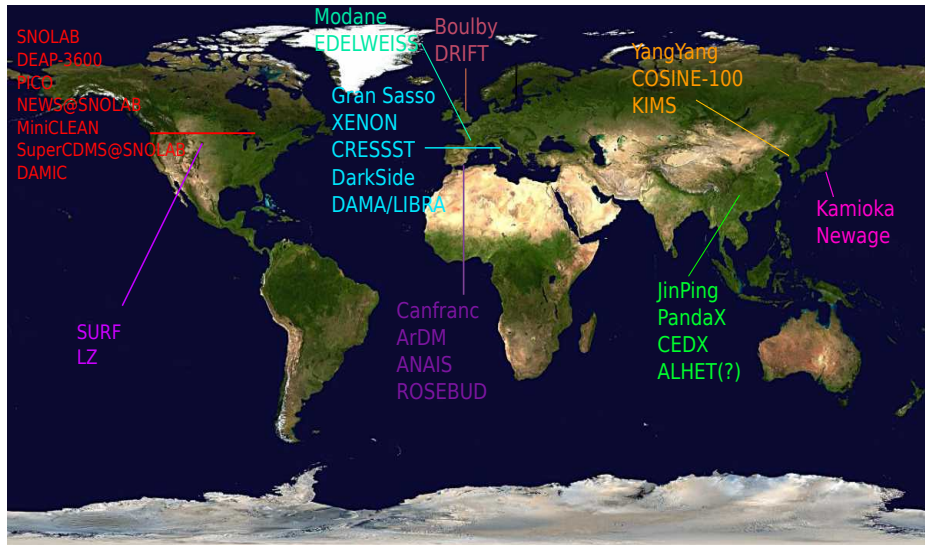 SNOLAB
DEAP-3600
PICO
NEWS@SNOLAB
MiniCLEAN
SuperCDMS@SNOLAB
DAMIC
Modane
EDELWEISS
Boulby
DRIFT
Gran Sasso
XENON
CRESSST
DarkSide
DAMA/LIBRA
YangYang
COSINE-100
KIMS
Kamioka
Newage
SURF
LZ
Canfranc
ArDM
ANAIS
ROSEBUD
JinPing
PandaX
CEDX
ALHET(?)